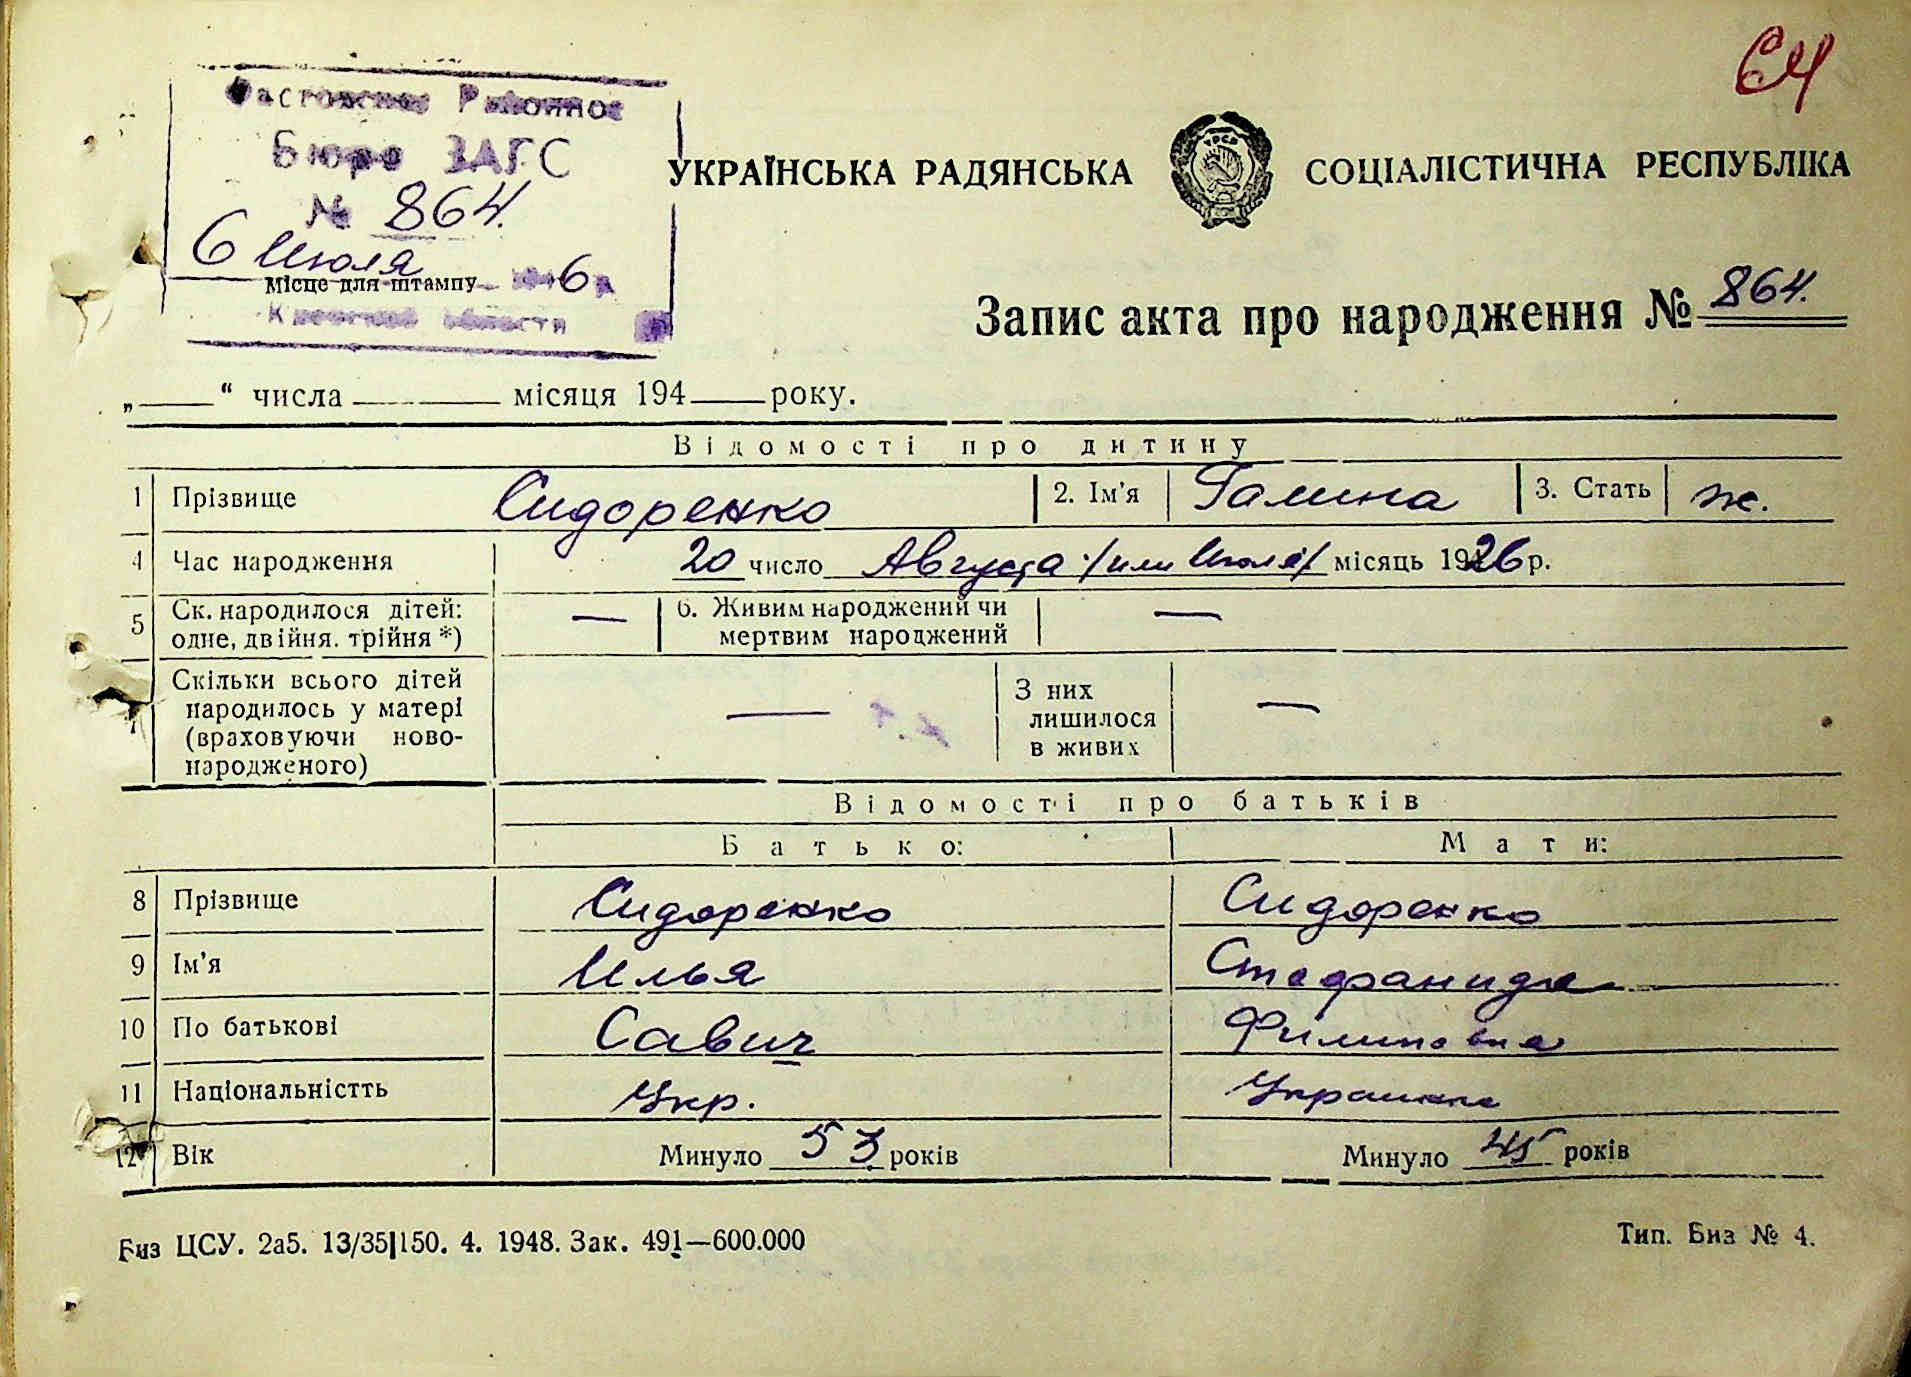 СЧ
Фастовское Районное
Бюро ЗАГС
№ 864.
6 Июля 6 р
Місце для штампу
Киевской области
УКРАЇНСЬКА РАДЯНСЬКА СОЦІАЛІСТИЧНА РЕСПУБЛІКА
Запис акта про народження № 864.
„____“ числа ________ місяця 194____року.
Відомості про дитину
1 Прізвище Сидоренко 2. Ім'я Галина 3. Стать ж.
4 Час народження 20 число Августа /или Июля/ місяць 1926 р.
5 Ск. народилося дітей: одне, двійня. трійня *) — 6. Живим народжений чи мертвим народжений —
7 Скільки всього дітей народилось у матері (враховуючи новонародженого) — З них лишилося в живих —
Відомості про батьків
Батько: Мати:
8 Прізвище Сидоренко Сидоренко
9 Ім'я Илья Стефанида
10 По батькові Савич Филиповна
11 Національністть Укр. Украинка
12 Вік Минуло 53 років Минуло 45 років
Биз ЦСУ. 2а5. 13/35|150. 4. 1948. Зак. 491—600.000 Тип. Биз № 4.